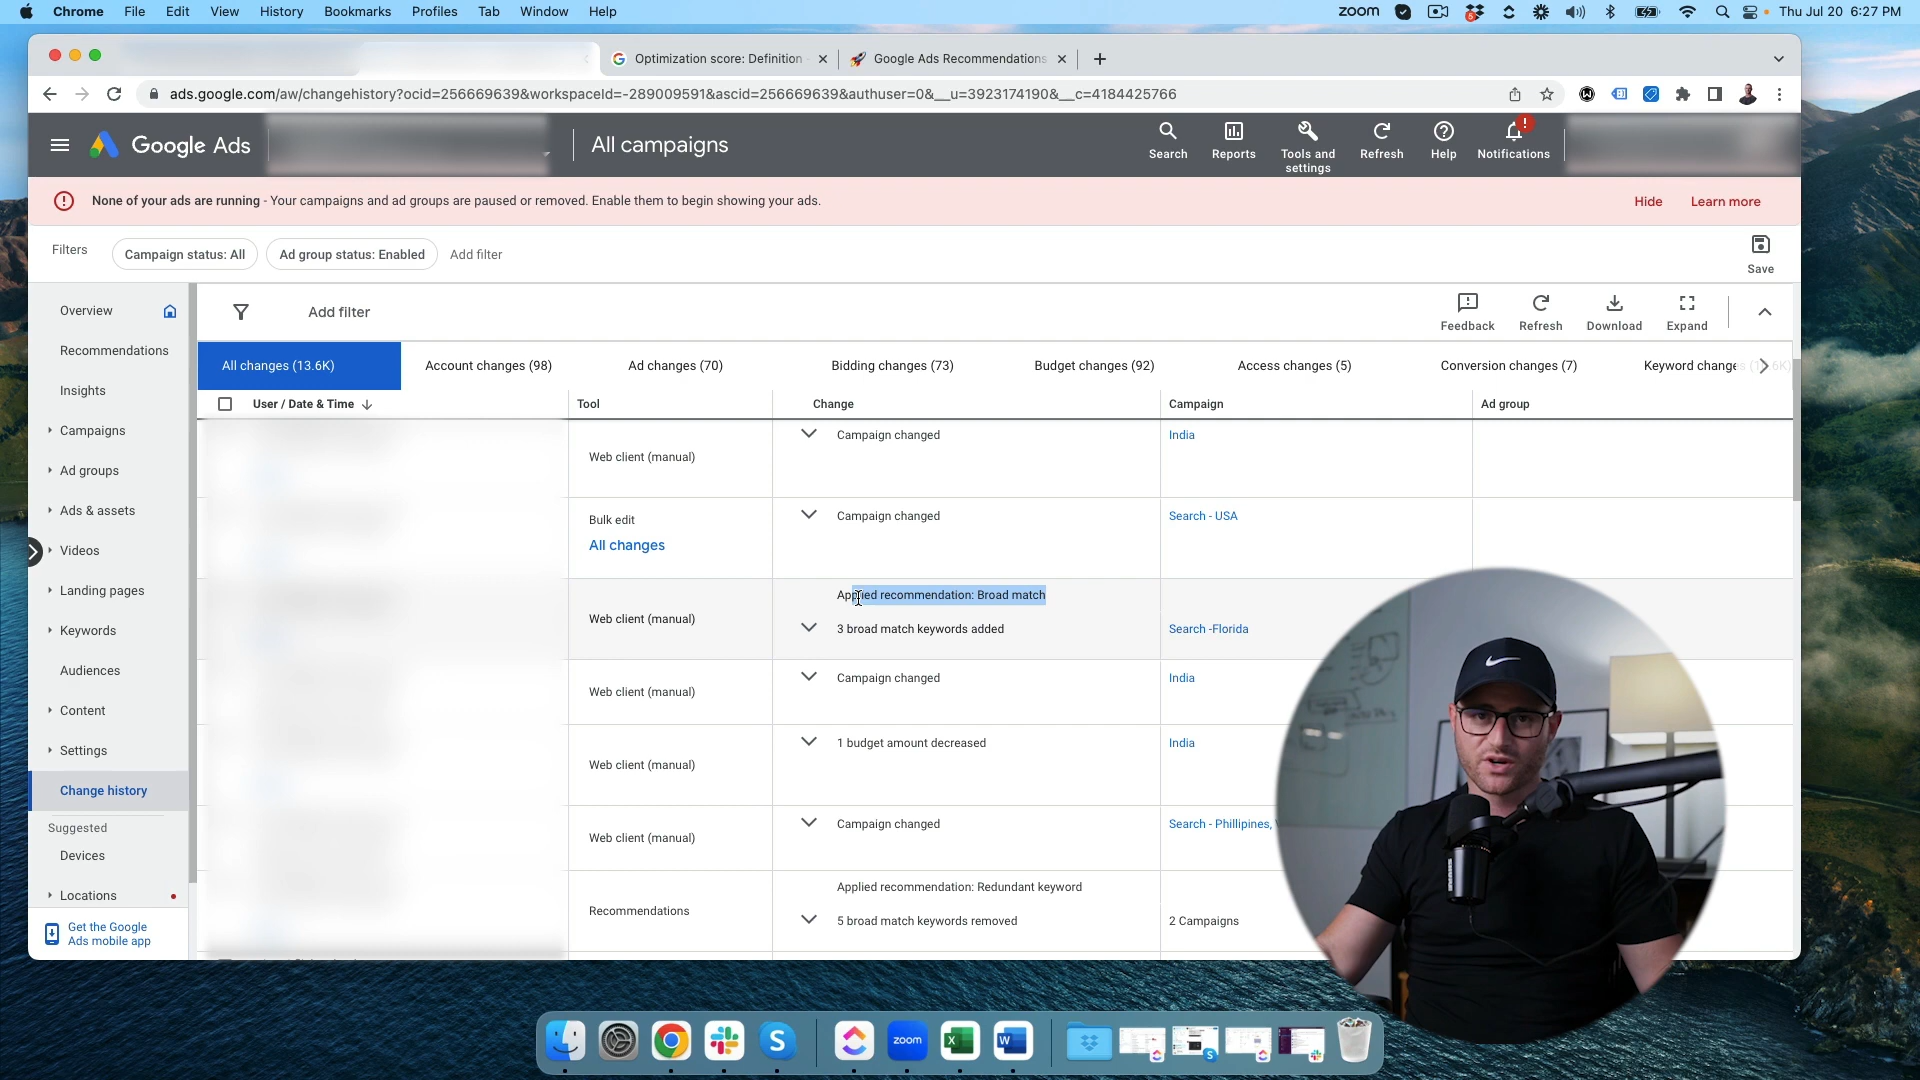 Chrome File Edit View History Bookmarks Profiles Tab Window Help
zoom Thu Jul 20 6:27 PM
Optimization score: Definition
Google Ads Recommendations
ads.google.com/aw/changehistory?ocid=256669639&workspaceId=-289009591&ascid=256669639&authuser=0&__u=3923174190&__c=4184425766
Google Ads
All campaigns
Search
Reports
Tools and
settings
Refresh
Help
Notifications
None of your ads are running - Your campaigns and ad groups are paused or removed. Enable them to begin showing your ads.
Hide
Learn more
Filters
Campaign status: All
Ad group status: Enabled
Add filter
Save
Overview
Recommendations
Insights
Campaigns
Ad groups
Ads & assets
Videos
Landing pages
Keywords
Audiences
Content
Settings
Change history
Suggested
Devices
Locations
Get the Google
Ads mobile app
Add filter
Feedback
Refresh
Download
Expand
All changes (13.6K)
Account changes (98)
Ad changes (70)
Bidding changes (73)
Budget changes (92)
Access changes (5)
Conversion changes (7)
Keyword change
User / Date & Time
Tool
Change
Campaign
Ad group
Web client (manual)
Campaign changed
India
Bulk edit
All changes
Campaign changed
Search - USA
Web client (manual)
Applied recommendation: Broad match
3 broad match keywords added
Search -Florida
Web client (manual)
Campaign changed
India
Web client (manual)
1 budget amount decreased
India
Web client (manual)
Campaign changed
Search - Phillipines,
Recommendations
Applied recommendation: Redundant keyword
5 broad match keywords removed
2 Campaigns
zoom